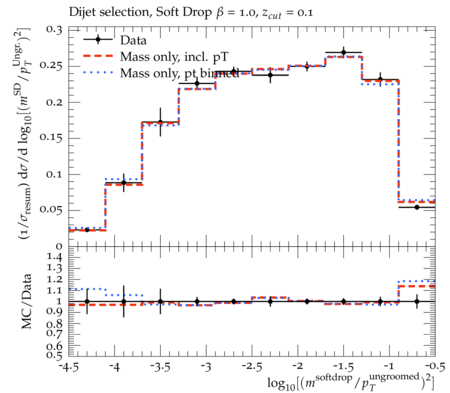 Dijet selection, Soft Drop β = 1.0, z_cut = 0.1
(1/σ_resum) dσ/d log₁₀[(m^SD/p_T^Ungr.)²]
0.3
0.25
0.2
0.15
0.1
0.05
0
Data
Mass only, incl. pT
Mass only, pt binned
MC/Data
1.4
1.3
1.2
1.1
1.0
0.9
0.8
0.7
0.6
0.5
-4.5 -4 -3.5 -3 -2.5 -2 -1.5 -1 -0.5
log₁₀[(m^softdrop/p_T^ungroomed)²]